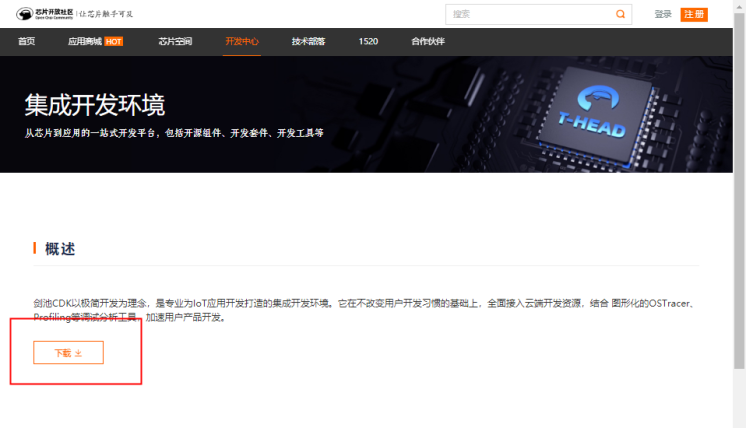 芯片开放社区 让芯片触手可及
Open Chip Community
搜索
登录 注册
首页 应用商城 HOT 芯片空间 开发中心 技术部落 1520 合作伙伴
集成开发环境
从芯片到应用的一站式开发平台，包括开源组件、开发套件、开发工具等
T-HEAD
概述
剑池CDK以极简开发为理念，是专业为IoT应用开发打造的集成开发环境。它在不改变用户开发习惯的基础上，全面接入云端开发资源，结合 图形化的OSTracer、
Profiling等调试分析工具，加速用户产品开发。
下载